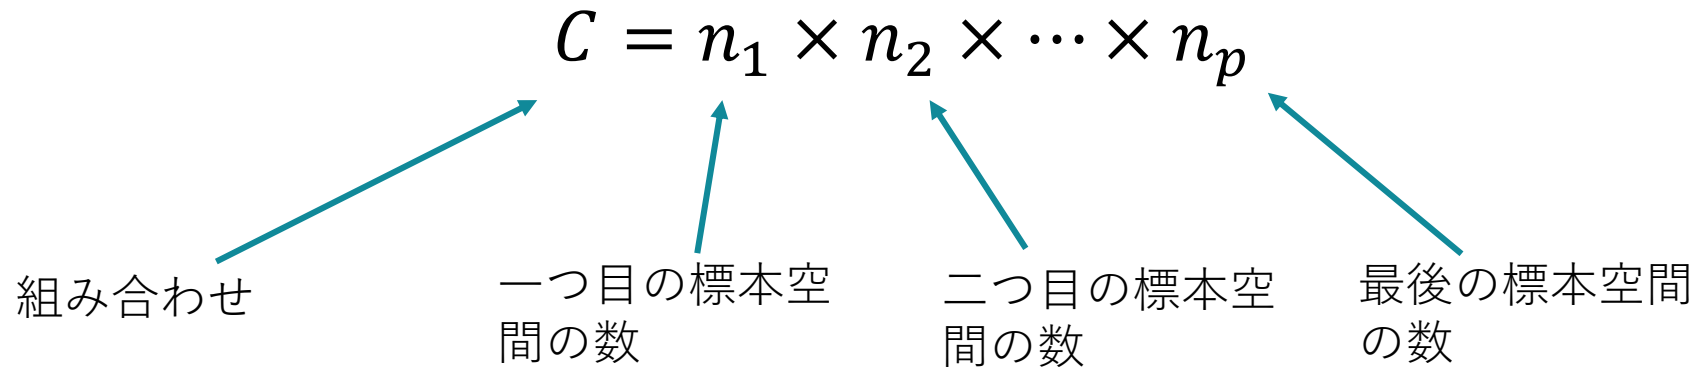 C = n₁ × n₂ × ⋯ × nₚ
組み合わせ
一つ目の標本空
間の数
二つ目の標本空
間の数
最後の標本空間
の数